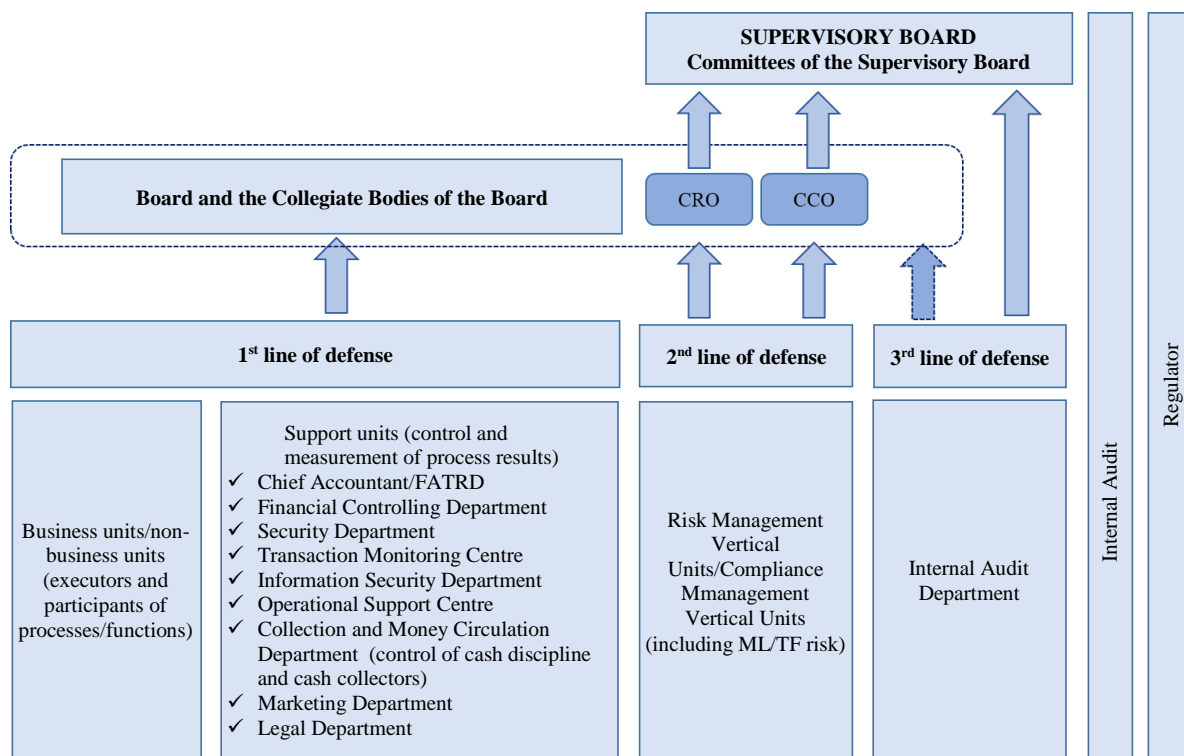 SUPERVISORY BOARD
Committees of the Supervisory Board
Board and the Collegiate Bodies of the Board
CRO
CCO
1st line of defense
2nd line of defense
3rd line of defense
Business units/non-
business units
(executors and
participants of
processes/functions)
Support units (control and
measurement of process results)
✓ Chief Accountant/FATRD
✓ Financial Controlling Department
✓ Security Department
✓ Transaction Monitoring Centre
✓ Information Security Department
✓ Operational Support Centre
✓ Collection and Money Circulation
Department (control of cash discipline
and cash collectors)
✓ Marketing Department
✓ Legal Department
Risk Management
Vertical
Units/Compliance
Mmanagement
Vertical Units
(including ML/TF risk)
Internal Audit
Department
Internal Audit
Regulator